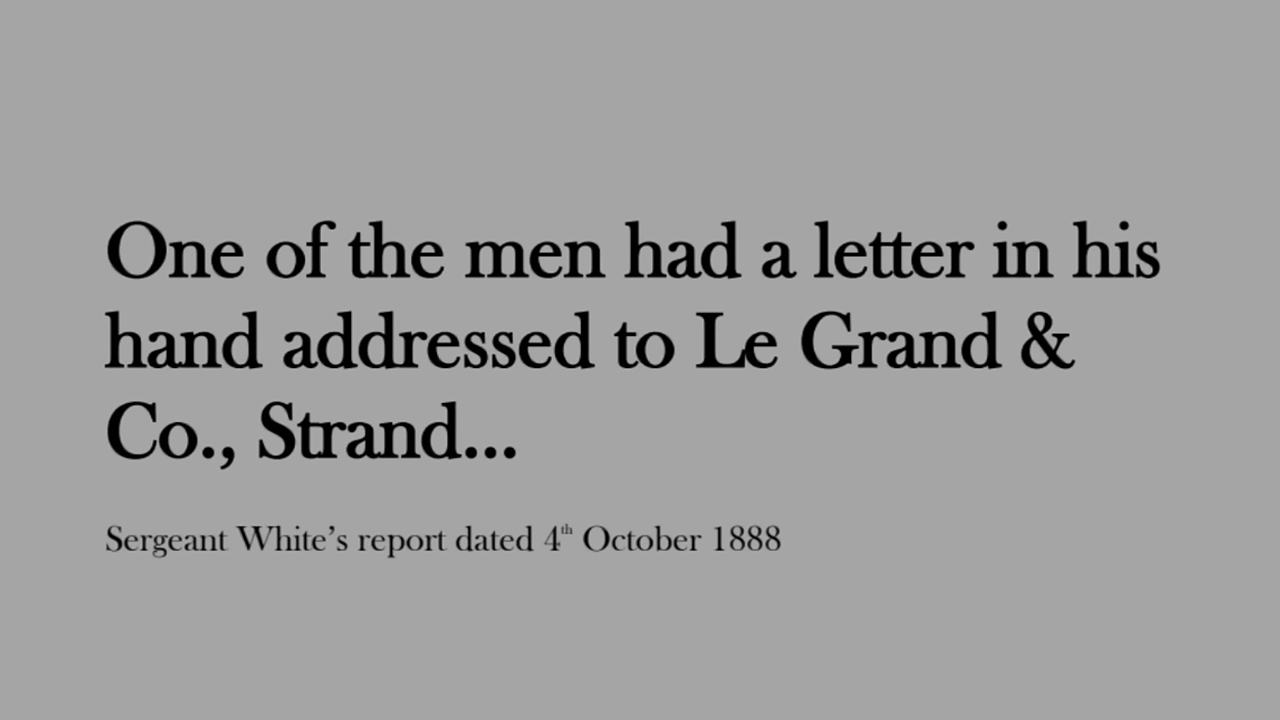 One of the men had a letter in his
hand addressed to Le Grand &
Co., Strand...
Sergeant White’s report dated 4th October 1888